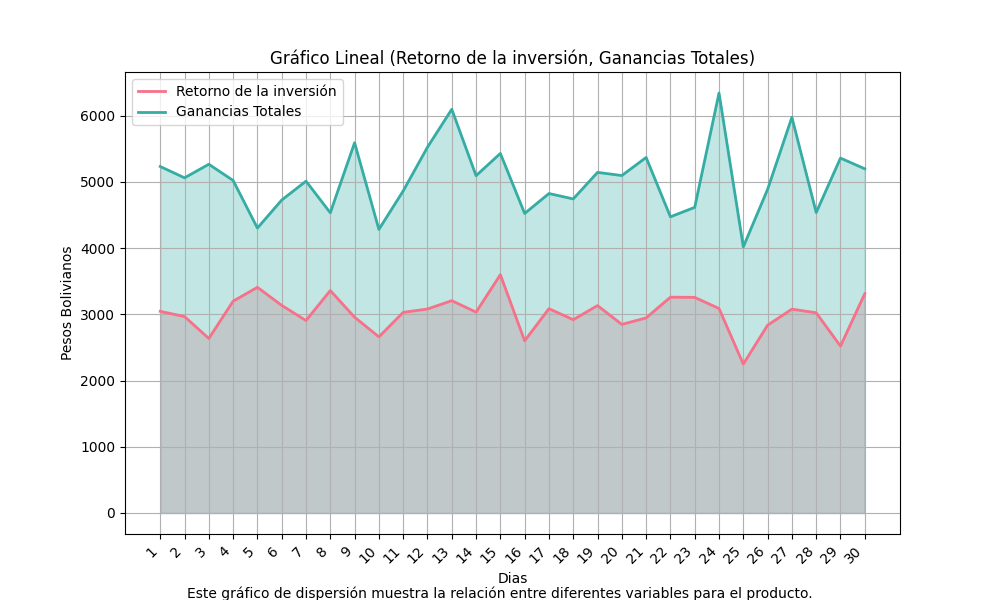 Gráfico Lineal (Retorno de la inversión, Ganancias Totales)
Retorno de la inversión
Ganancias Totales
6000
5000
4000
3000
2000
1000
0
Pesos Bolivianos
1 2 3 4 5 6 7 8 9 10 11 12 13 14 15 16 17 18 19 20 21 22 23 24 25 26 27 28 29 30
Dias
Este gráfico de dispersión muestra la relación entre diferentes variables para el producto.